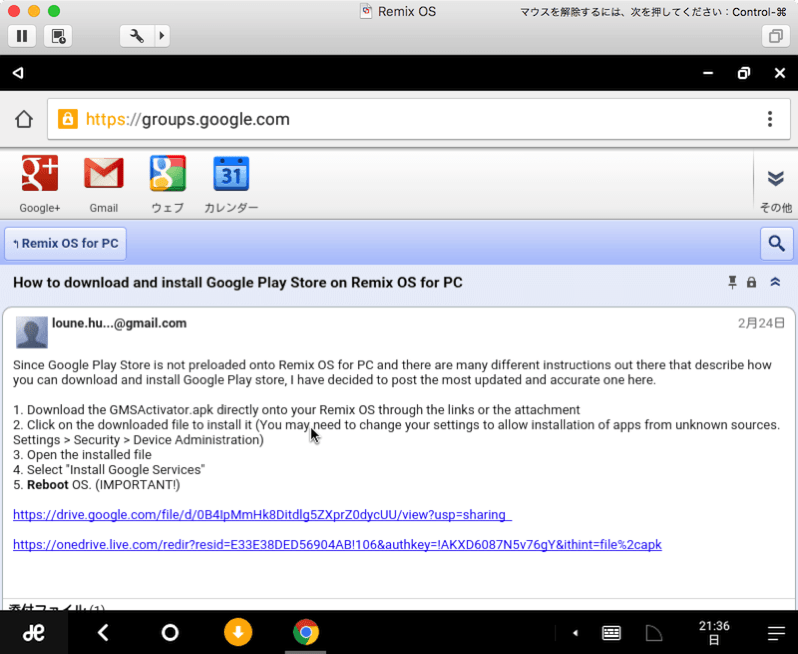 Remix OS
マウスを解除するには、次を押してください：Control-⌘
https://groups.google.com
Google+
Gmail
ウェブ
31
カレンダー
その他
Remix OS for PC
How to download and install Google Play Store on Remix OS for PC
loune.hu...@gmail.com
2月24日
Since Google Play Store is not preloaded onto Remix OS for PC and there are many different instructions out there that describe how
you can download and install Google Play store, I have decided to post the most updated and accurate one here.
1. Download the GMSActivator.apk directly onto your Remix OS through the links or the attachment
2. Click on the downloaded file to install it (You may need to change your settings to allow installation of apps from unknown sources.
Settings > Security > Device Administration)
3. Open the installed file
4. Select "Install Google Services"
5. Reboot OS. (IMPORTANT!)
https://drive.google.com/file/d/0B4IpMmHk8Ditdlg5ZXprZ0dycUU/view?usp=sharing
https://onedrive.live.com/redir?resid=E33E38DED56904AB!106&authkey=!AKXD6087N5v76gY&ithint=file%2capk
添付ファイル (1)
21:36
日